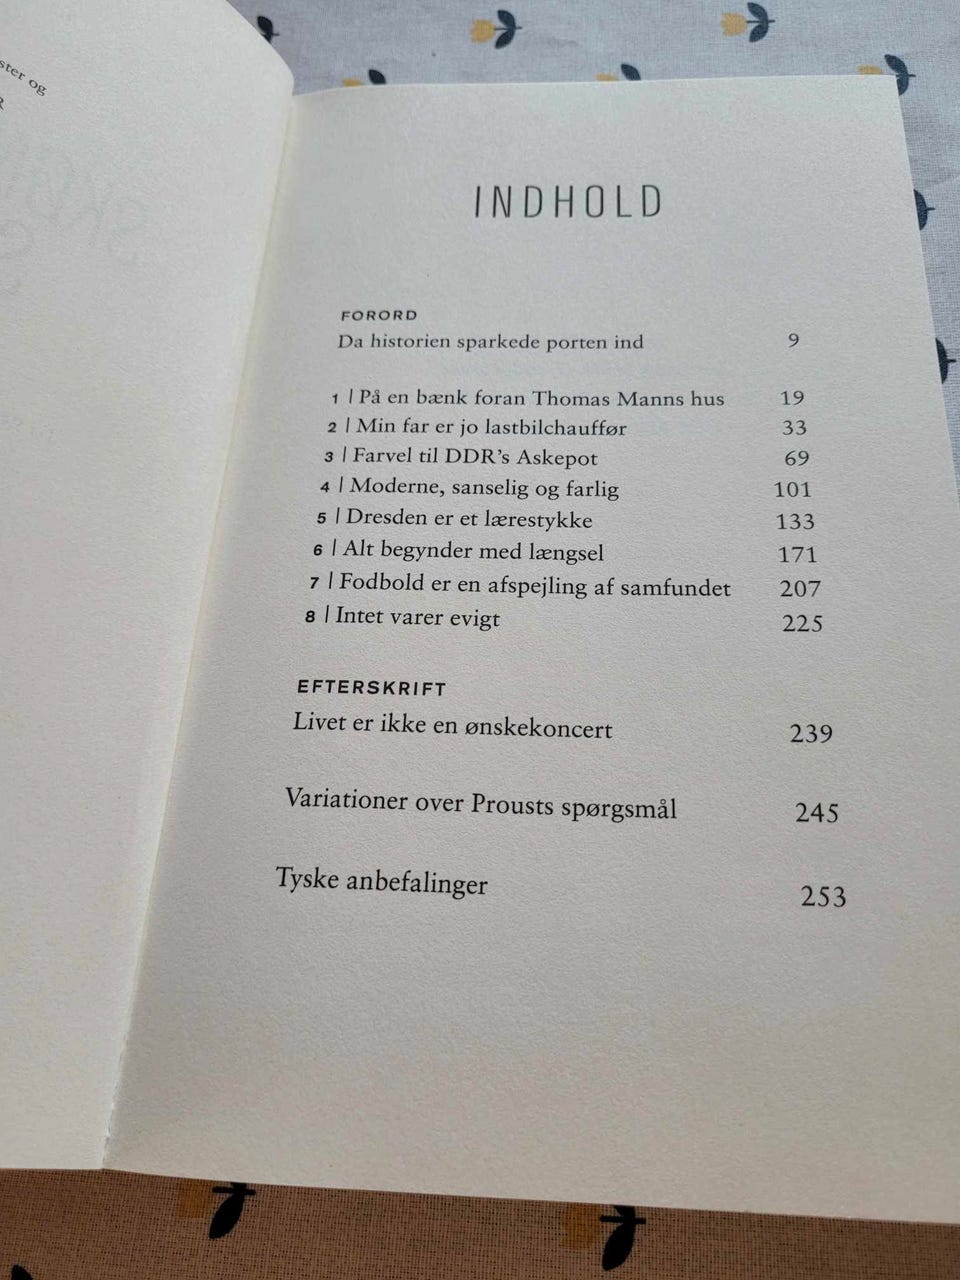 ster og
R
INDHOLD
FORORD
Da historien sparkede porten ind 9
1 | På en bænk foran Thomas Manns hus 19
2 | Min far er jo lastbilchauffør 33
3 | Farvel til DDR's Askepot 69
4 | Moderne, sanselig og farlig 101
5 | Dresden er et lærestykke 133
6 | Alt begynder med længsel 171
7 | Fodbold er en afspejling af samfundet 207
8 | Intet varer evigt 225
EFTERSKRIFT
Livet er ikke en ønskekoncert 239
Variationer over Prousts spørgsmål 245
Tyske anbefalinger 253